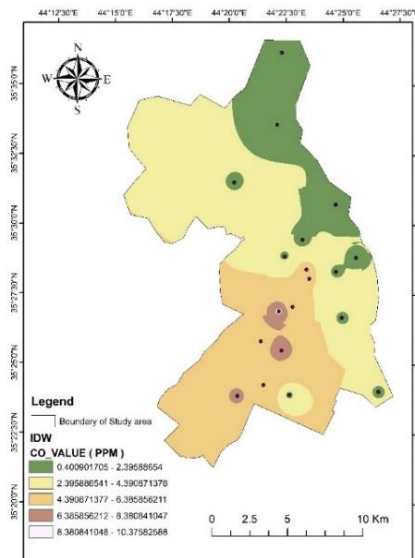 44°12'30"E 44°15'0"E 44°17'30"E 44°20'0"E 44°22'30"E 44°25'0"E 44°27'30"E
N
W E
S
35°35'0"N
35°32'30"N
35°30'0"N
35°27'30"N
35°25'0"N
35°22'30"N
35°20'0"N
Legend
Boundary of Study area
IDW
CO_VALUE ( PPM )
0.400901705 - 2.39588654
2.395886541 - 4.390871376
4.390871377 - 6.385856211
6.385856212 - 8.380841047
8.380841048 - 10.37582588
0 2.5 5 10 Km